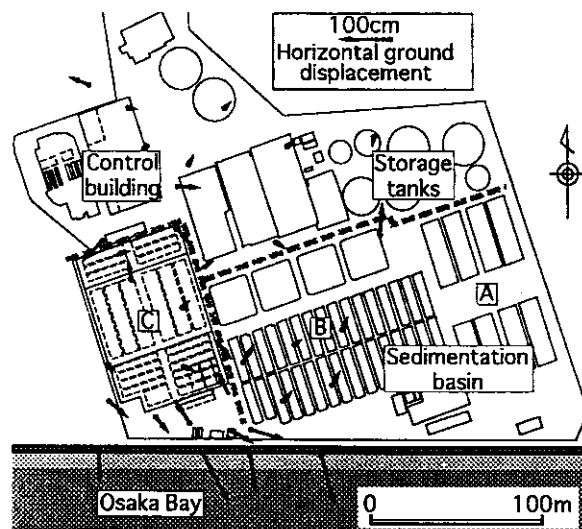 100cm
Horizontal ground
displacement
Control
building
Storage
tanks
A
C
B
Sedimentation
basin
Osaka Bay
0 100m